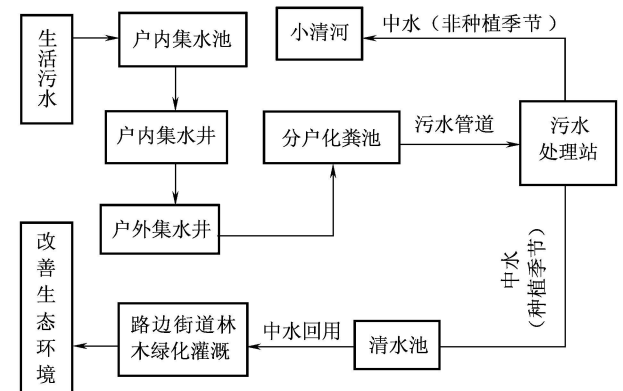 生活污水
户内集水池
小清河
中水（非种植季节）
户内集水井
分户化粪池
污水管道
污水
处理站
户外集水井
中水
（种植季节）
改善生态环境
路边街道林
木绿化灌溉
中水回用
清水池